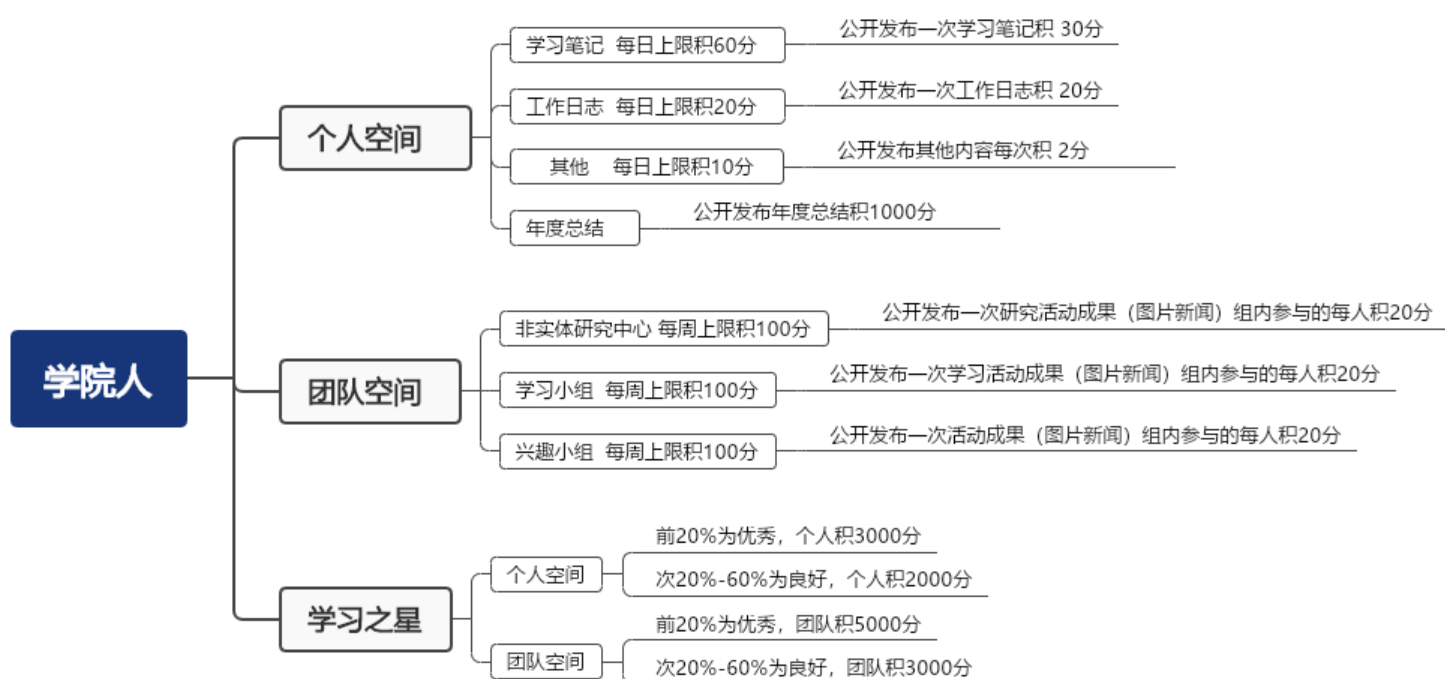 学院人
个人空间
学习笔记 每日上限积60分
公开发布一次学习笔记积 30分
工作日志 每日上限积20分
公开发布一次工作日志积 20分
其他 每日上限积10分
公开发布其他内容每次积 2分
年度总结
公开发布年度总结积1000分
团队空间
非实体研究中心 每周上限积100分
公开发布一次研究活动成果（图片新闻）组内参与的每人积20分
学习小组 每周上限积100分
公开发布一次学习活动成果（图片新闻）组内参与的每人积20分
兴趣小组 每周上限积100分
公开发布一次活动成果（图片新闻）组内参与的每人积20分
学习之星
个人空间
前20%为优秀，个人积3000分
次20%-60%为良好，个人积2000分
团队空间
前20%为优秀，团队积5000分
次20%-60%为良好，团队积3000分